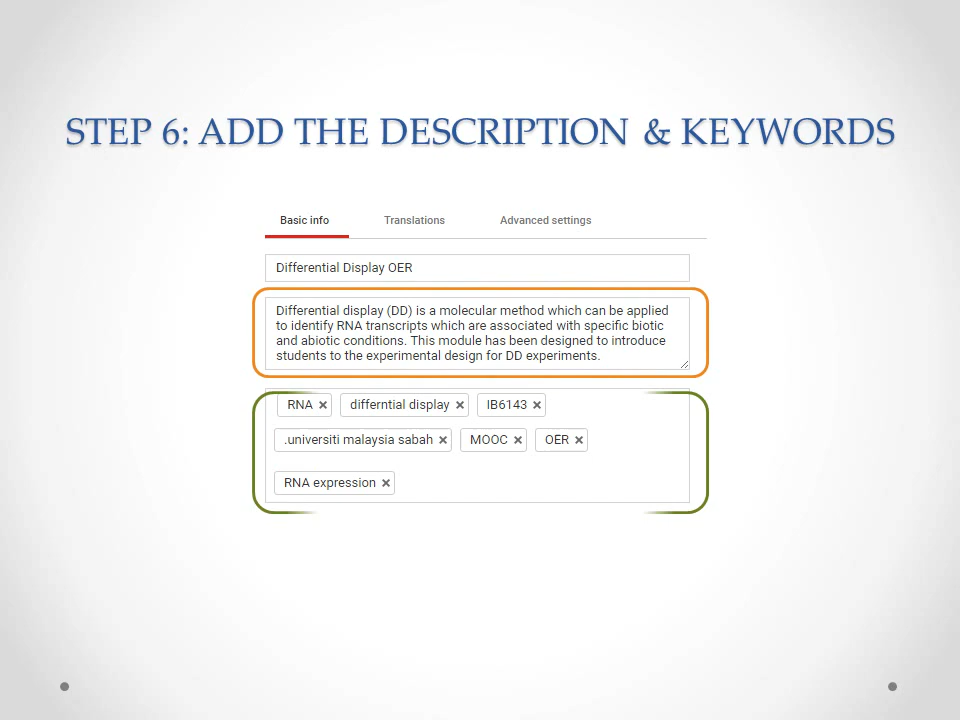 STEP 6: ADD THE DESCRIPTION & KEYWORDS
Basic info Translations Advanced settings
Differential Display OER
Differential display (DD) is a molecular method which can be applied
to identify RNA transcripts which are associated with specific biotic
and abiotic conditions. This module has been designed to introduce
students to the experimental design for DD experiments.
RNA × differntial display × IB6143 ×
.universiti malaysia sabah × MOOC × OER ×
RNA expression ×